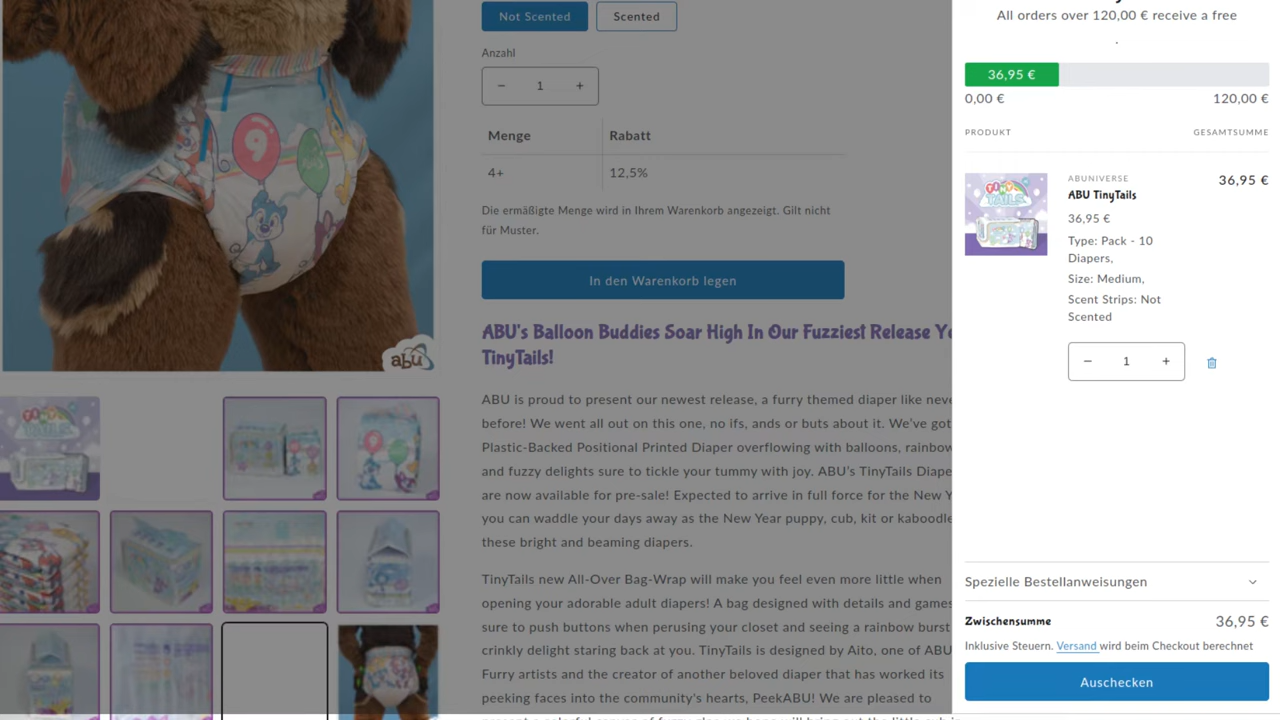 Not Scented
Scented
Anzahl
− 1 +
Menge Rabatt
4+ 12,5%
Die ermäßigte Menge wird in Ihrem Warenkorb angezeigt. Gilt nicht
für Muster.
In den Warenkorb legen
ABU's Balloon Buddies Soar High In Our Fuzziest Release
TinyTails!
ABU is proud to present our newest release, a furry themed diaper like
before! We went all out on this one, no ifs, ands or buts about it. We've got
Plastic-Backed Positional Printed Diaper overflowing with balloons,
and fuzzy delights sure to tickle your tummy with joy. ABU's TinyTails
are now available for pre-sale! Expected to arrive in full force for the New
you can waddle your days away as the New Year puppy, cub, kit or kaboodle
these bright and beaming diapers.
TinyTails new All-Over Bag-Wrap will make you feel even more little when
opening your adorable adult diapers! A bag designed with details and games
sure to push buttons when perusing your closet and seeing a rainbow burst
crinkly delight staring back at you. TinyTails is designed by Aito, one of ABU
Furry artists and the creator of another beloved diaper that has worked its
peeking faces into the community's hearts, PeekABU! We are pleased to
9
abu
All orders over 120,00 € receive a free
.
36,95 €
0,00 € 120,00 €
PRODUKT GESAMTSUMME
TINY
TAILS
ABUNIVERSE
ABU TinyTails
36,95 €
36,95 €
Type: Pack - 10
Diapers,
Size: Medium,
Scent Strips: Not
Scented
− 1 +
Spezielle Bestellanweisungen
Zwischensumme 36,95 €
Inklusive Steuern. Versand wird beim Checkout berechnet
Auschecken